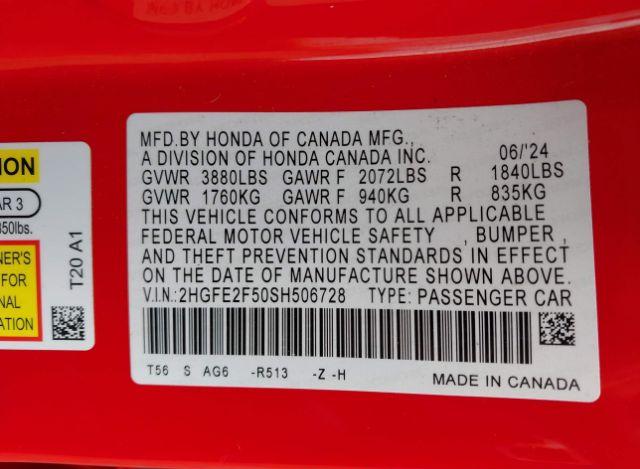 MFD.BY HONDA OF CANADA MFG.,
A DIVISION OF HONDA CANADA INC. 06/'24
GVWR 3880LBS GAWR F 2072LBS R 1840LBS
GVWR 1760KG GAWR F 940KG R 835KG
THIS VEHICLE CONFORMS TO ALL APPLICABLE
FEDERAL MOTOR VEHICLE SAFETY , BUMPER ,
AND THEFT PREVENTION STANDARDS IN EFFECT
ON THE DATE OF MANUFACTURE SHOWN ABOVE.
V.I.N.:2HGFE2F50SH506728 TYPE: PASSENGER CAR
T56 S AG6 -R513 -Z -H
MADE IN CANADA
ION
AR 3
350lbs.
NER'S
FOR
NAL
ATION
T20 A1